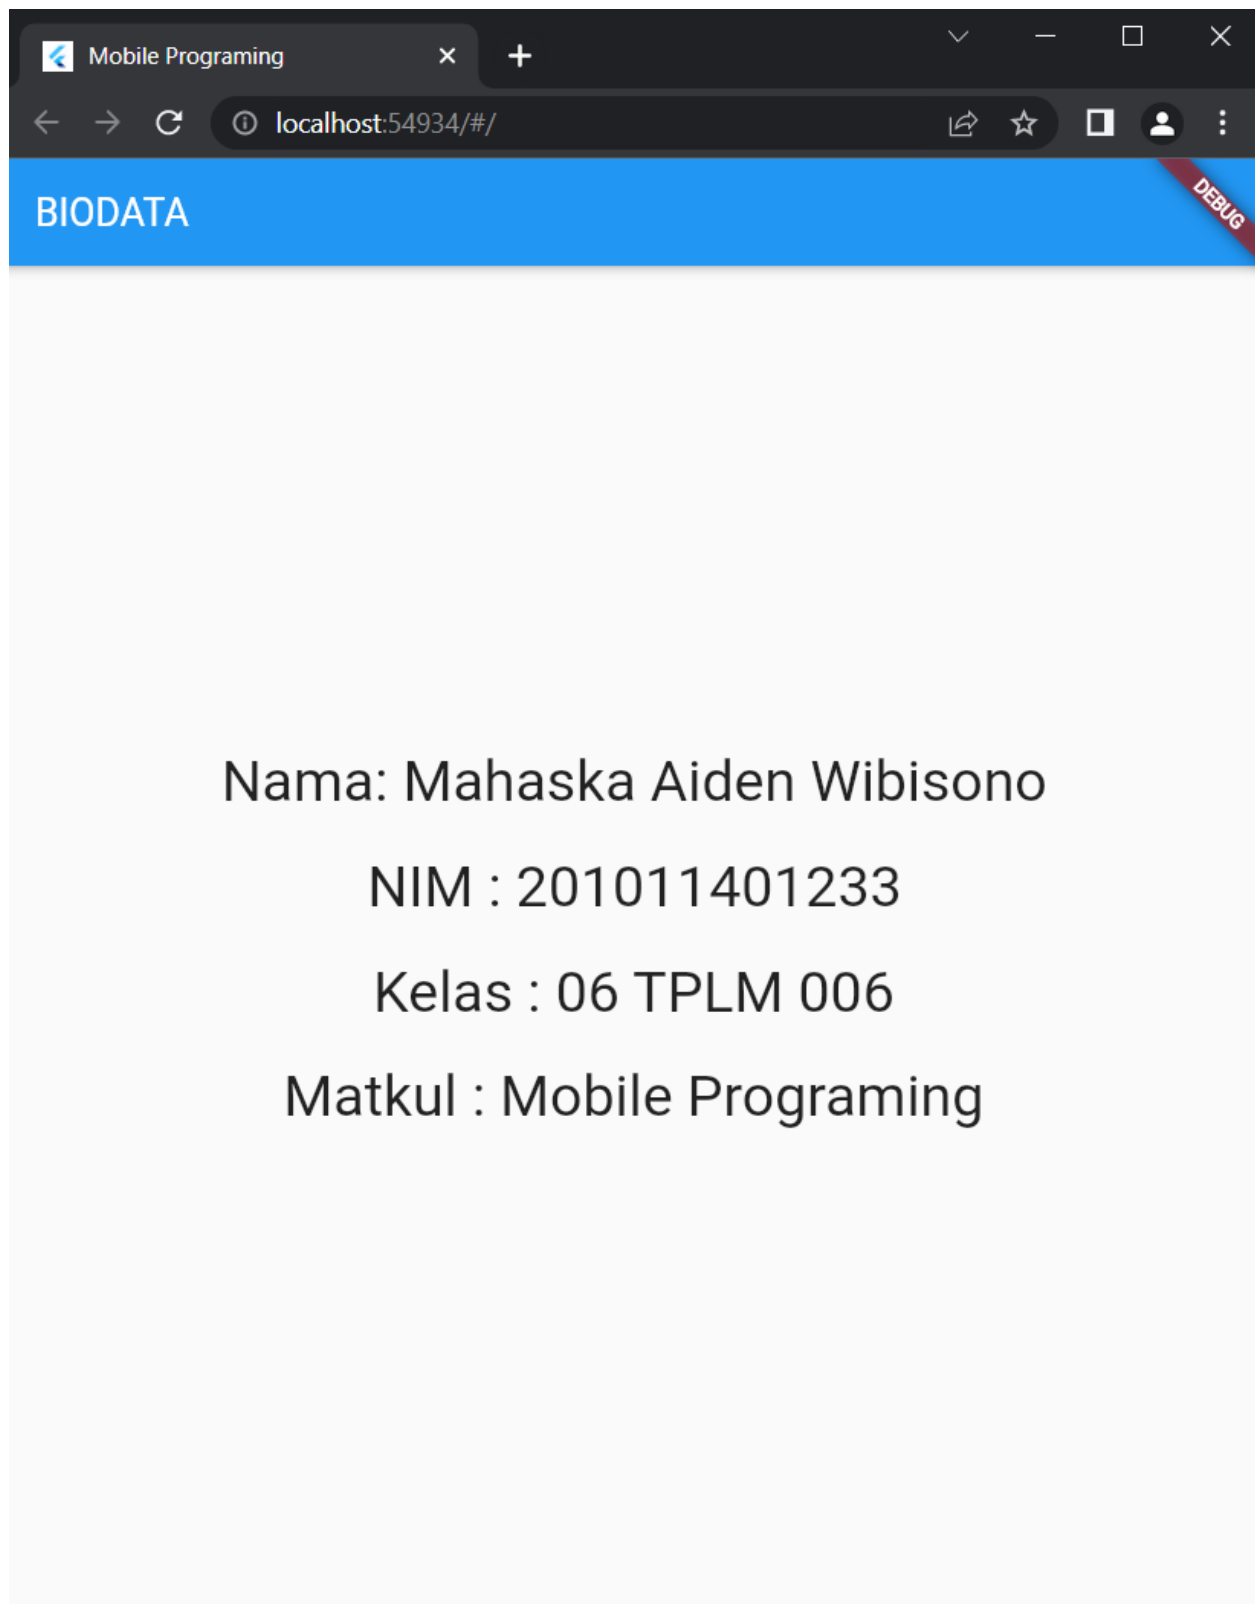 Mobile Programing
localhost:54934/#/
BIODATA
DEBUG
Nama: Mahaska Aiden Wibisono
NIM : 201011401233
Kelas : 06 TPLM 006
Matkul : Mobile Programing